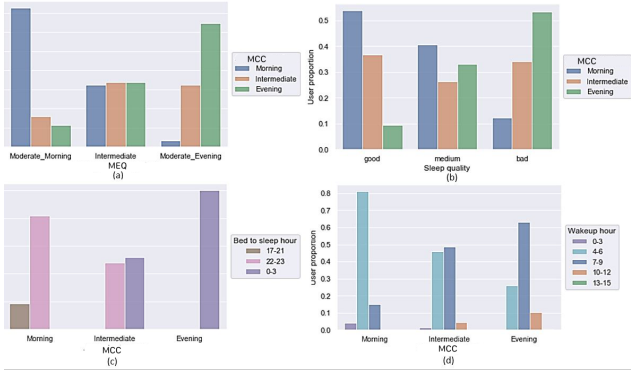 MCC
Morning
Intermediate
Evening
Moderate_Morning
Intermediate
Moderate_Evening
MEQ
(a)
User proportion
0.5
0.4
0.3
0.2
0.1
0.0
MCC
Morning
Intermediate
Evening
good
medium
bad
Sleep quality
(b)
Bed to sleep hour
17-21
22-23
0-3
Morning
Intermediate
Evening
MCC
(c)
User proportion
0.8
0.7
0.6
0.5
0.4
0.3
0.2
0.1
0.0
Wakeup hour
0-3
4-6
7-9
10-12
13-15
Morning
Intermediate
Evening
MCC
(d)